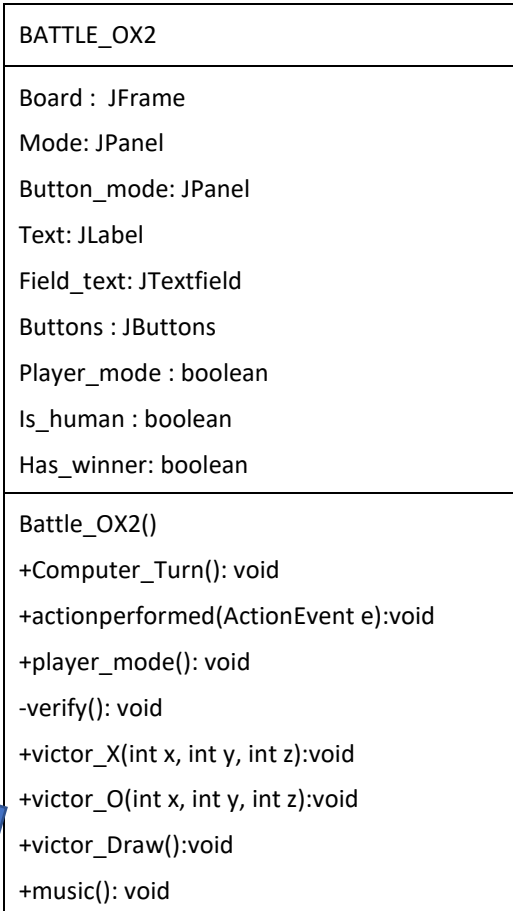 BATTLE_OX2
Board :  JFrame
Mode: JPanel
Button_mode: JPanel
Text: JLabel
Field_text: JTextfield
Buttons : JButtons
Player_mode : boolean
Is_human : boolean
Has_winner: boolean
Battle_OX2()
+Computer_Turn(): void
+actionperformed(ActionEvent e):void
+player_mode(): void
-verify(): void
+victor_X(int x, int y, int z):void
+victor_O(int x, int y, int z):void
+victor_Draw():void
+music(): void